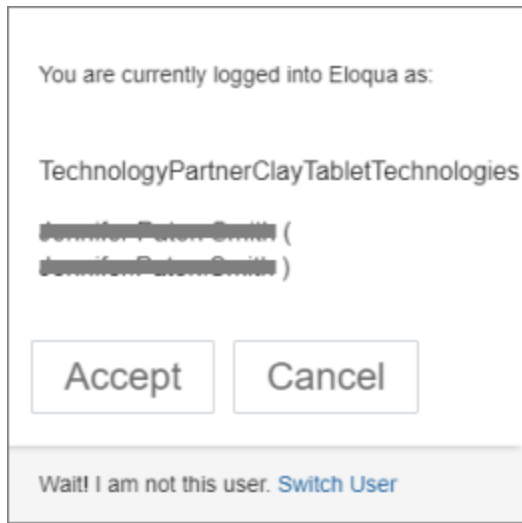 You are currently logged into Eloqua as:
TechnologyPartnerClayTabletTechnologies
(
)
Accept
Cancel
Wait! I am not this user. Switch User